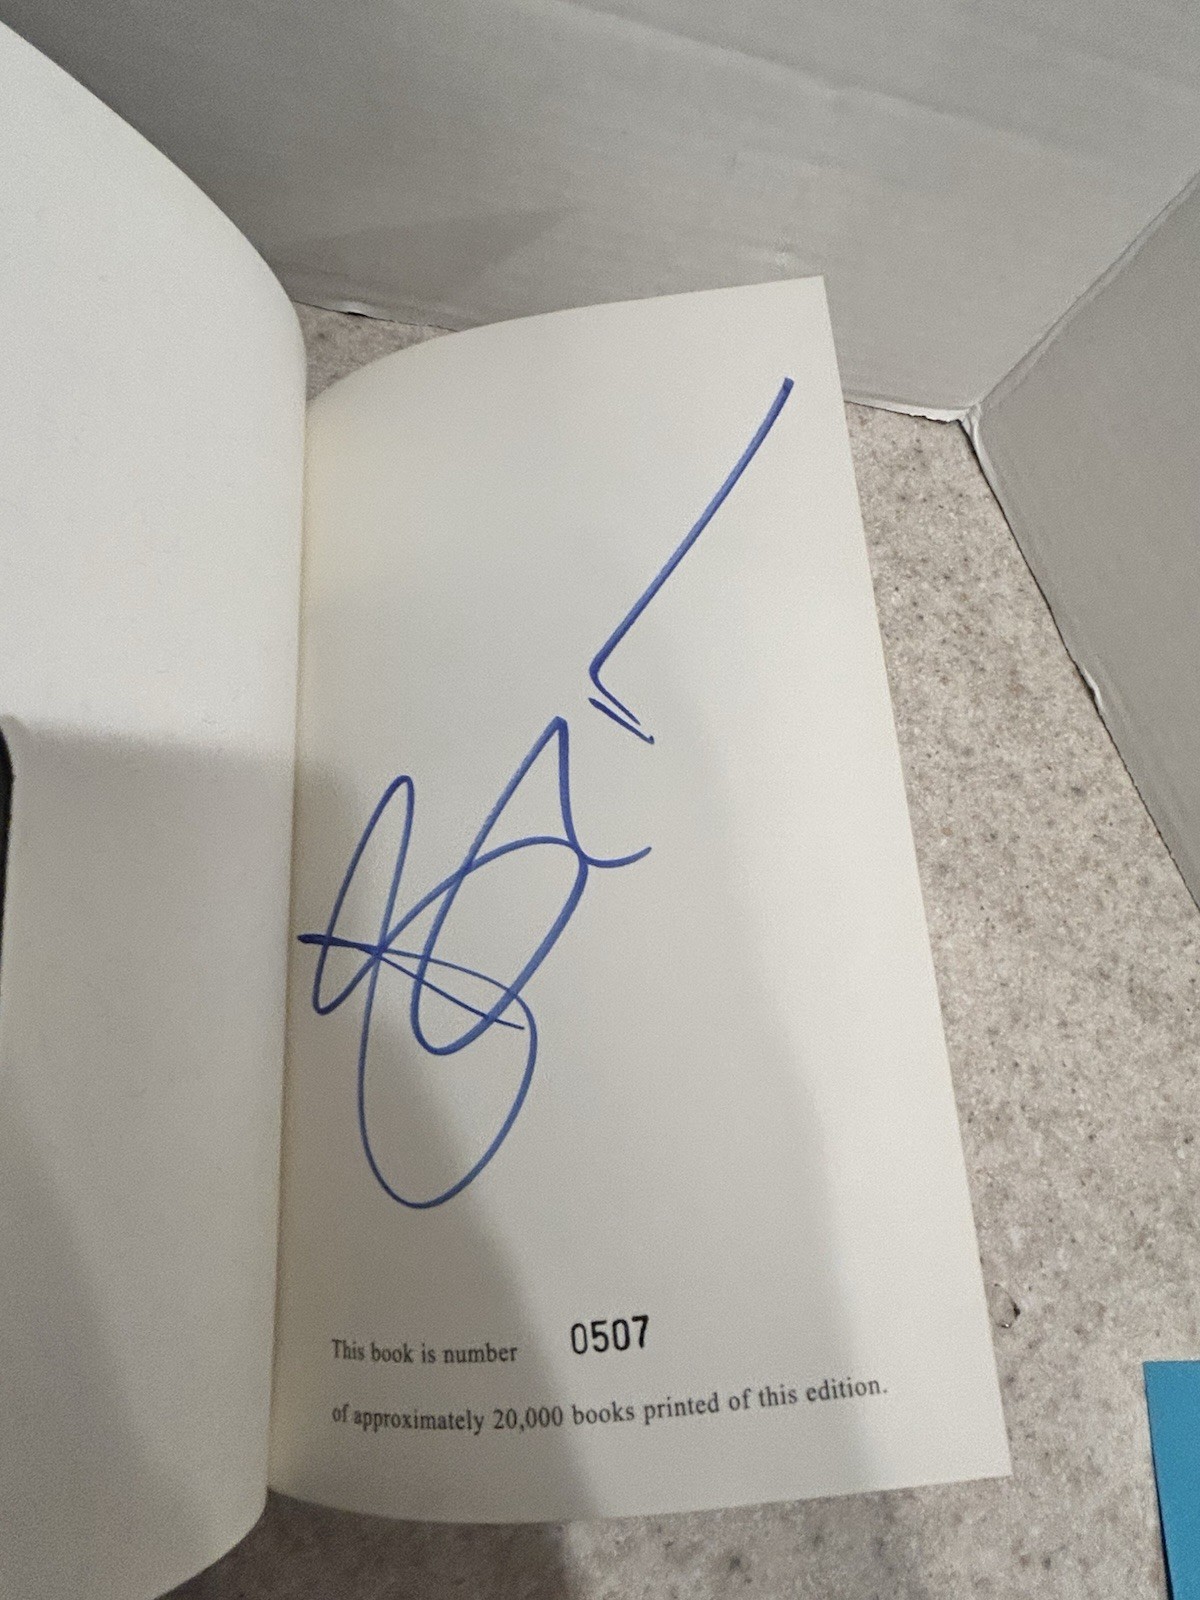 This book is number 0507
of approximately 20,000 books printed of this edition.